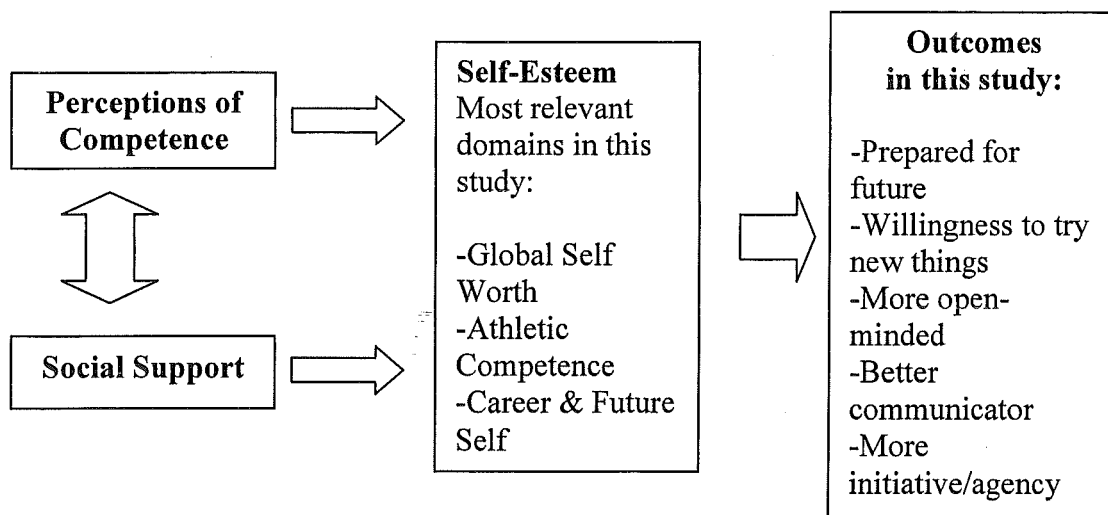 Perceptions of
Competence
Social Support
Self-Esteem
Most relevant
domains in this
study:
-Global Self
Worth
-Athletic
Competence
-Career & Future
Self
Outcomes
in this study:
-Prepared for
future
-Willingness to try
new things
-More open-
minded
-Better
communicator
-More
initiative/agency